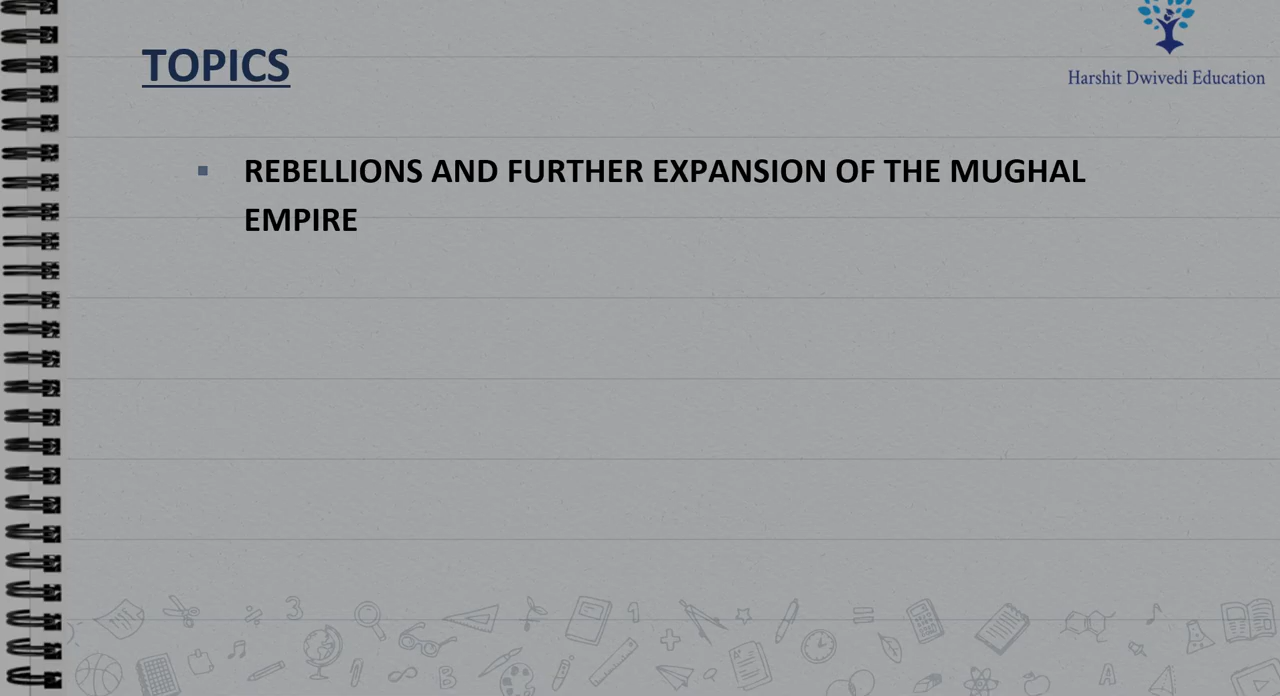 TOPICS
Harshit Dwivedi Education
▪ REBELLIONS AND FURTHER EXPANSION OF THE MUGHAL
EMPIRE